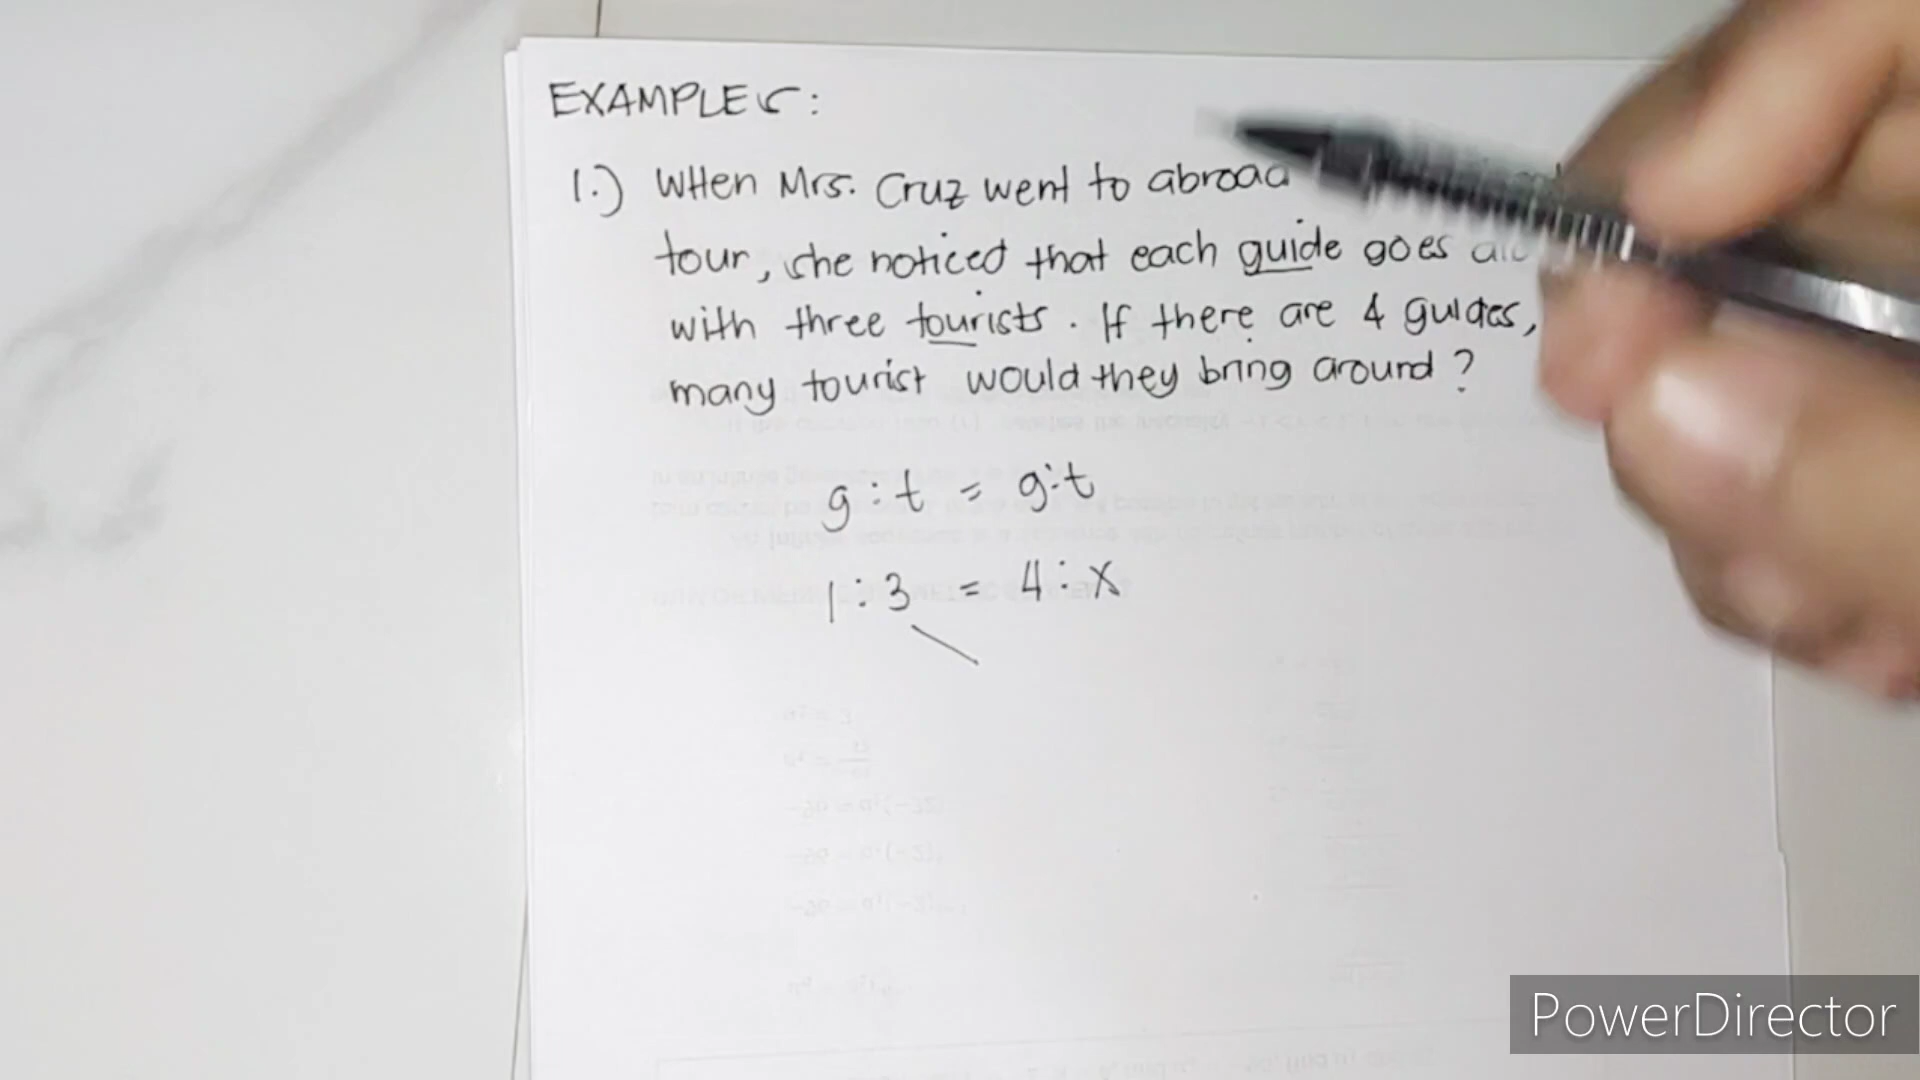 EXAMPLES:
1.) WHen Mrs. Cruz went to abroad
tour, she noticed that each guide goes
with three tourists. If there are 4 guides,
many tourist would they bring around?
g:t = g:t
1:3 = 4:x
PowerDirector